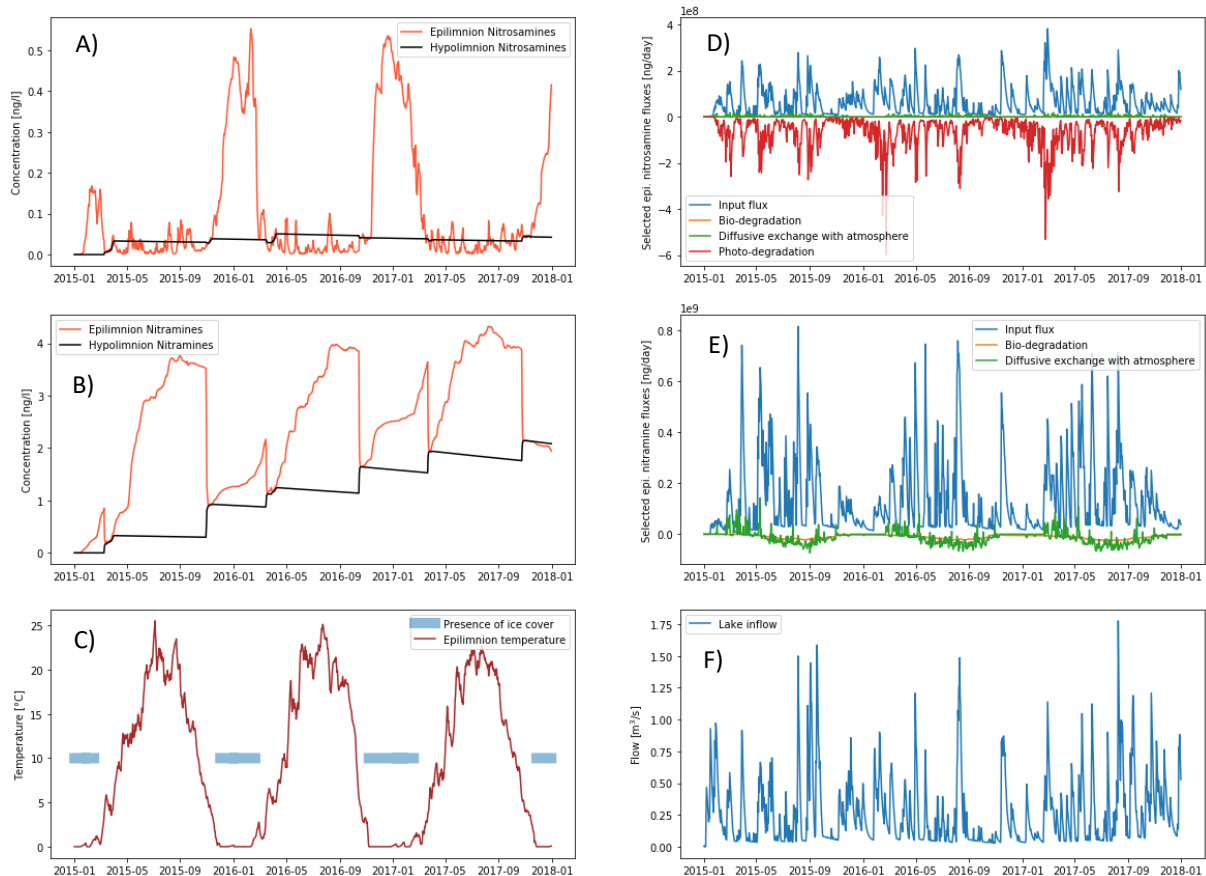 A)
Epilimnion Nitrosamines
Hypolimnion Nitrosamines
Concentration [ng/l]
0.5
0.4
0.3
0.2
0.1
0.0
2015-01 2015-05 2015-09 2016-01 2016-05 2016-09 2017-01 2017-05 2017-09 2018-01
1e8
D)
Selected epi. nitrosamine fluxes [ng/day]
4
2
0
−2
−4
−6
Input flux
Bio-degradation
Diffusive exchange with atmosphere
Photo-degradation
2015-01 2015-05 2015-09 2016-01 2016-05 2016-09 2017-01 2017-05 2017-09 2018-01
Epilimnion Nitramines
Hypolimnion Nitramines
B)
Concentration [ng/l]
4
3
2
1
0
2015-01 2015-05 2015-09 2016-01 2016-05 2016-09 2017-01 2017-05 2017-09 2018-01
1e9
E)
Input flux
Bio-degradation
Diffusive exchange with atmosphere
Selected epi. nitramine fluxes [ng/day]
0.8
0.6
0.4
0.2
0.0
2015-01 2015-05 2015-09 2016-01 2016-05 2016-09 2017-01 2017-05 2017-09 2018-01
C)
Presence of ice cover
Epilimnion temperature
Temperature [°C]
25
20
15
10
5
0
2015-01 2015-05 2015-09 2016-01 2016-05 2016-09 2017-01 2017-05 2017-09 2018-01
Lake inflow
F)
Flow [m³/s]
1.75
1.50
1.25
1.00
0.75
0.50
0.25
0.00
2015-01 2015-05 2015-09 2016-01 2016-05 2016-09 2017-01 2017-05 2017-09 2018-01